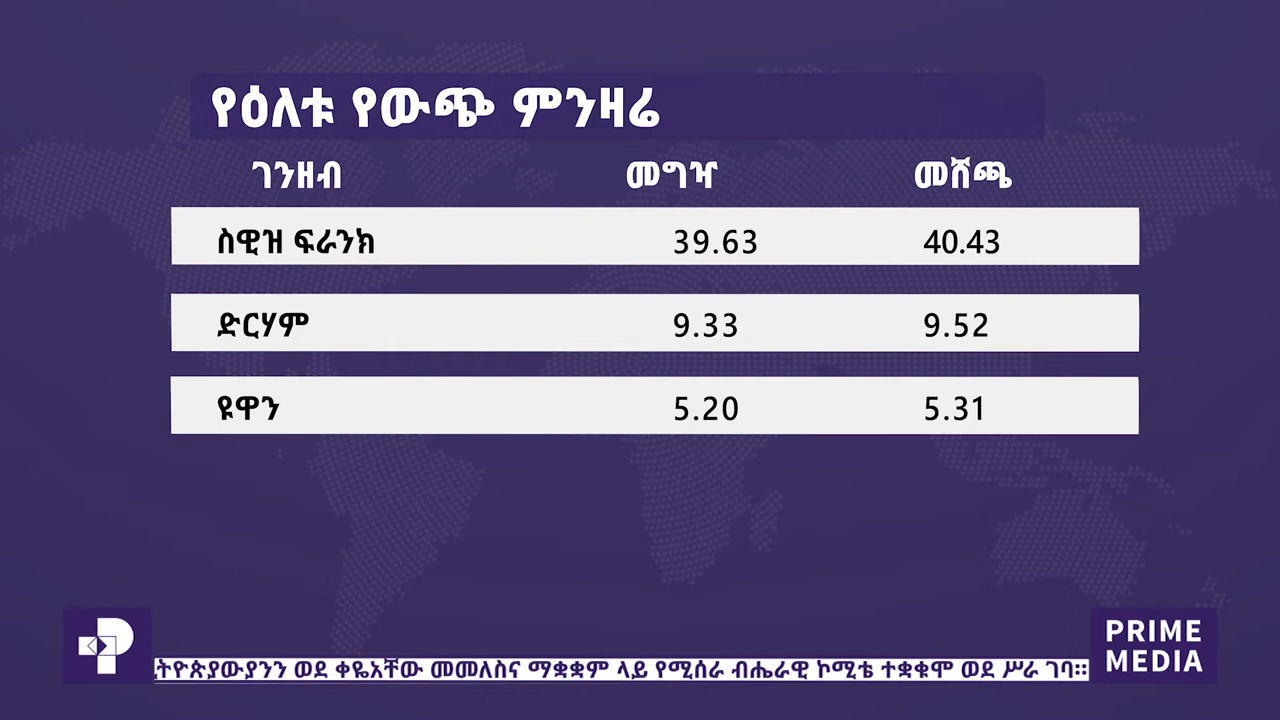 የዕለቱ የውጭ ምንዛሬ
ገንዘብ መግዣ መሸጫ
ስዊዝ ፍራንክ 39.63 40.43
ድርሃም 9.33 9.52
ዩዋን 5.20 5.31
PRIME
MEDIA
ትዮጵያውያንን ወደ ቀዬአቸው መመለስና ማቋቋም ላይ የሚሰራ ብሔራዊ ኮሚቴ ተቋቁሞ ወደ ሥራ ገባ።